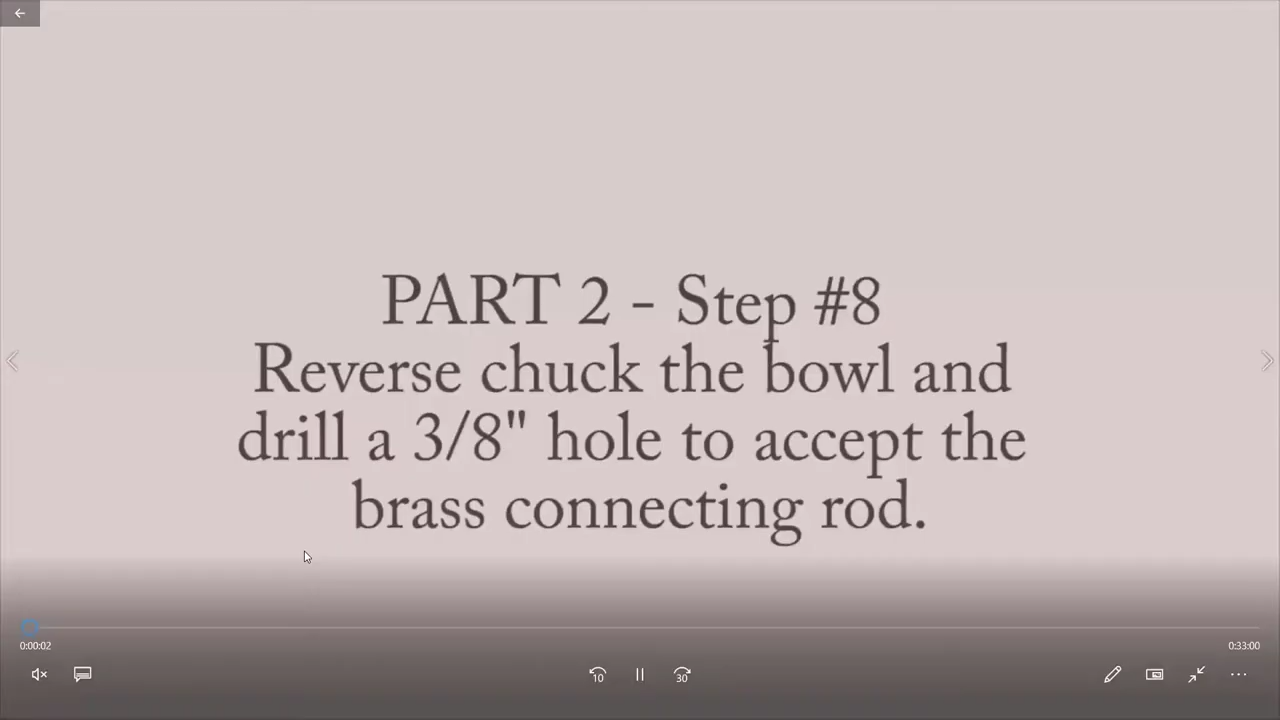 PART 2 - Step #8
Reverse chuck the bowl and
drill a 3/8" hole to accept the
brass connecting rod.
0:00:02
0:33:00
10
30